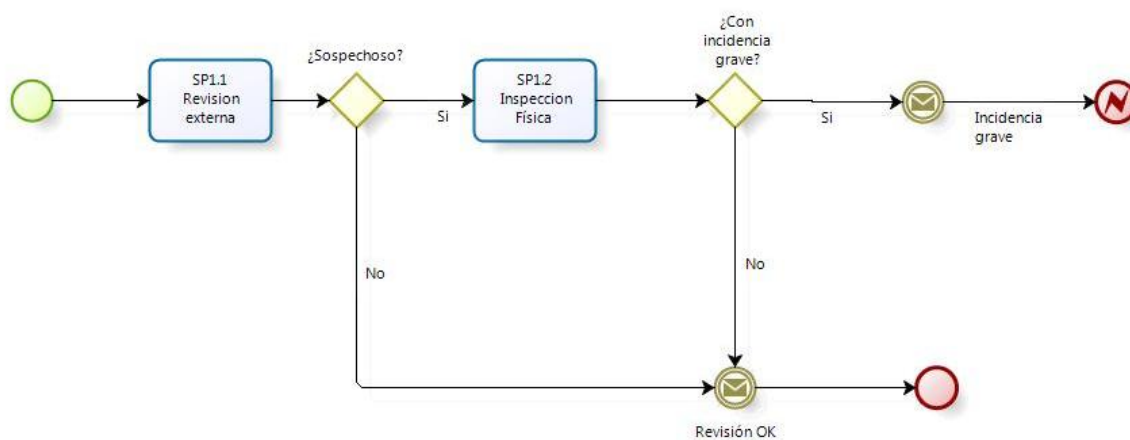 SP1.1
Revision
externa
¿Sospechoso?
Si
SP1.2
Inspeccion
Física
¿Con
incidencia
grave?
Si
Incidencia
grave
No
No
Revisión OK